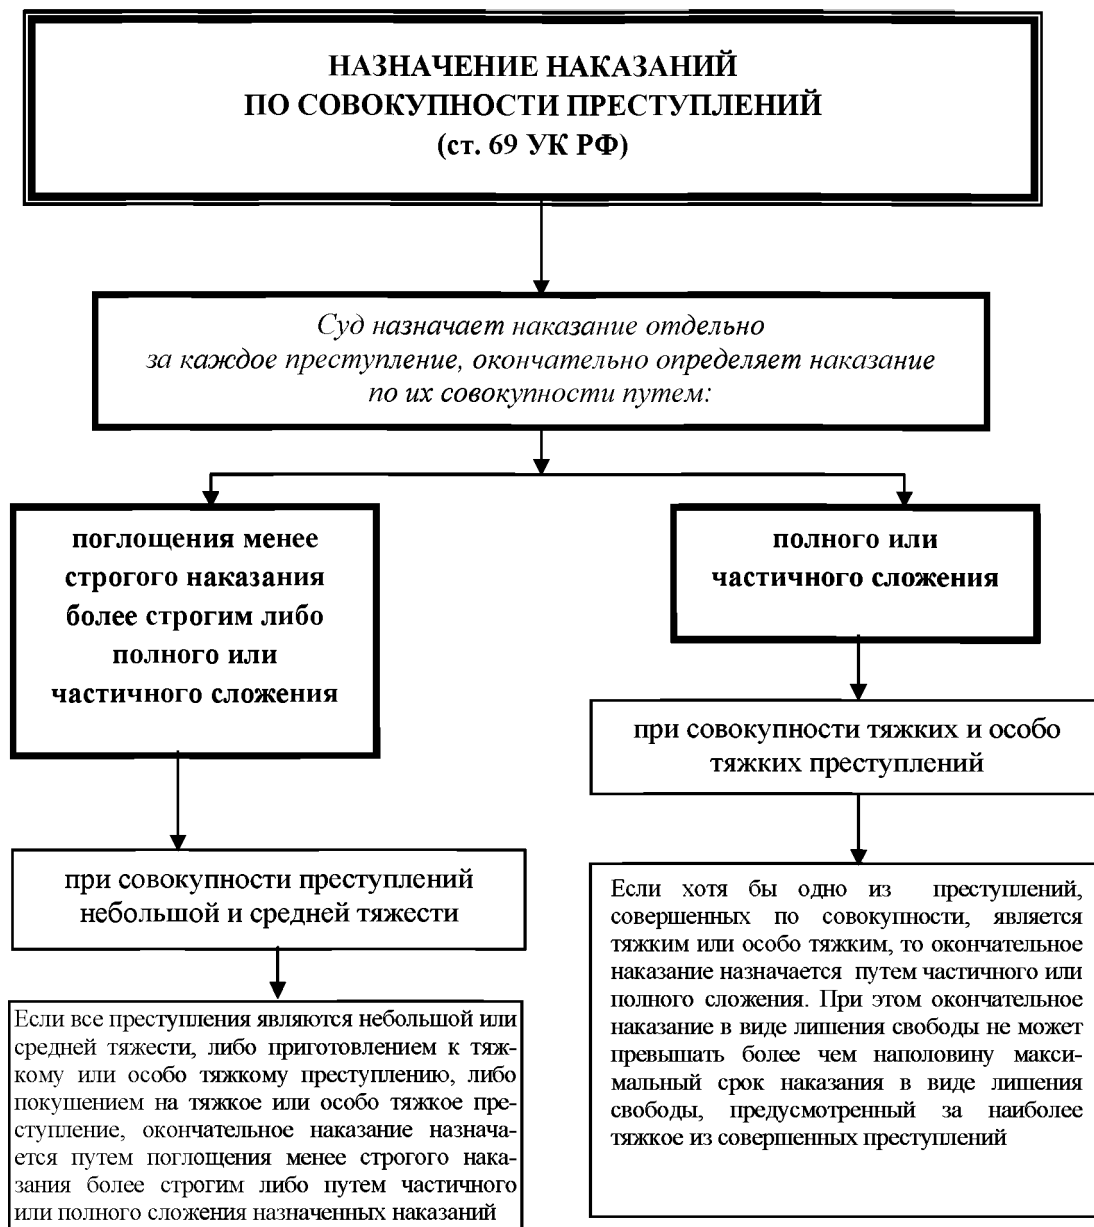 НАЗНАЧЕНИЕ НАКАЗАНИЙ
ПО СОВОКУПНОСТИ ПРЕСТУПЛЕНИЙ
(ст. 69 УК РФ)
Суд назначает наказание отдельно
за каждое преступление, окончательно определяет наказание
по их совокупности путем:
поглощения менее
строгого наказания
более строгим либо
полного или
частичного сложения
полного или
частичного сложения
при совокупности преступлений
небольшой и средней тяжести
при совокупности тяжких и особо
тяжких преступлений
Если все преступления являются небольшой или
средней тяжести, либо приготовлением к тяж-
кому или особо тяжкому преступлению, либо
покушением на тяжкое или особо тяжкое пре-
ступление, окончательное наказание назнача-
ется путем поглощения менее строгого нака-
зания более строгим либо путем частичного
или полного сложения назначенных наказаний
Если хотя бы одно из преступлений,
совершенных по совокупности, является
тяжким или особо тяжким, то окончательное
наказание назначается путем частичного или
полного сложения. При этом окончательное
наказание в виде лишения свободы не может
превышать более чем наполовину макси-
мальный срок наказания в виде лишения
свободы, предусмотренный за наиболее
тяжкое из совершенных преступлений